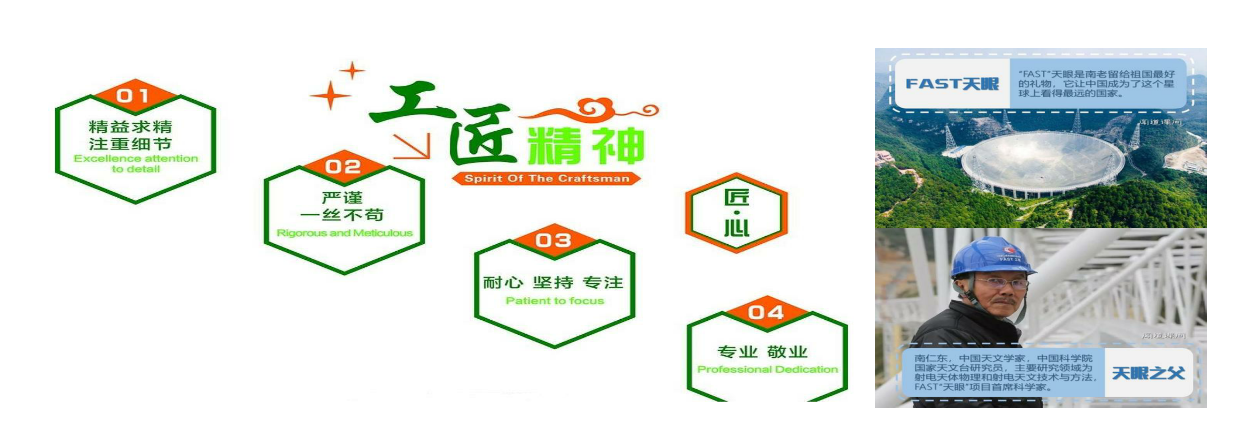 工
匠
精神
Spirit Of The Craftsman
01
精益求精
注重细节
Excellence attention
to detail
02
严谨
一丝不苟
Rigorous and Meticulous
03
耐心 坚持 专注
Patient to focus
匠
·
心
04
专业 敬业
Professional Dedication
FAST天眼
“FAST”天眼是南老留给祖国最好
的礼物，它让中国成为了这个星
球上看得最远的国家。
南仁东，中国天文学家，中国科学院
国家天文台研究员，主要研究领域为
射电天体物理和射电天文技术与方法，
FAST“天眼”项目首席科学家。
天眼之父